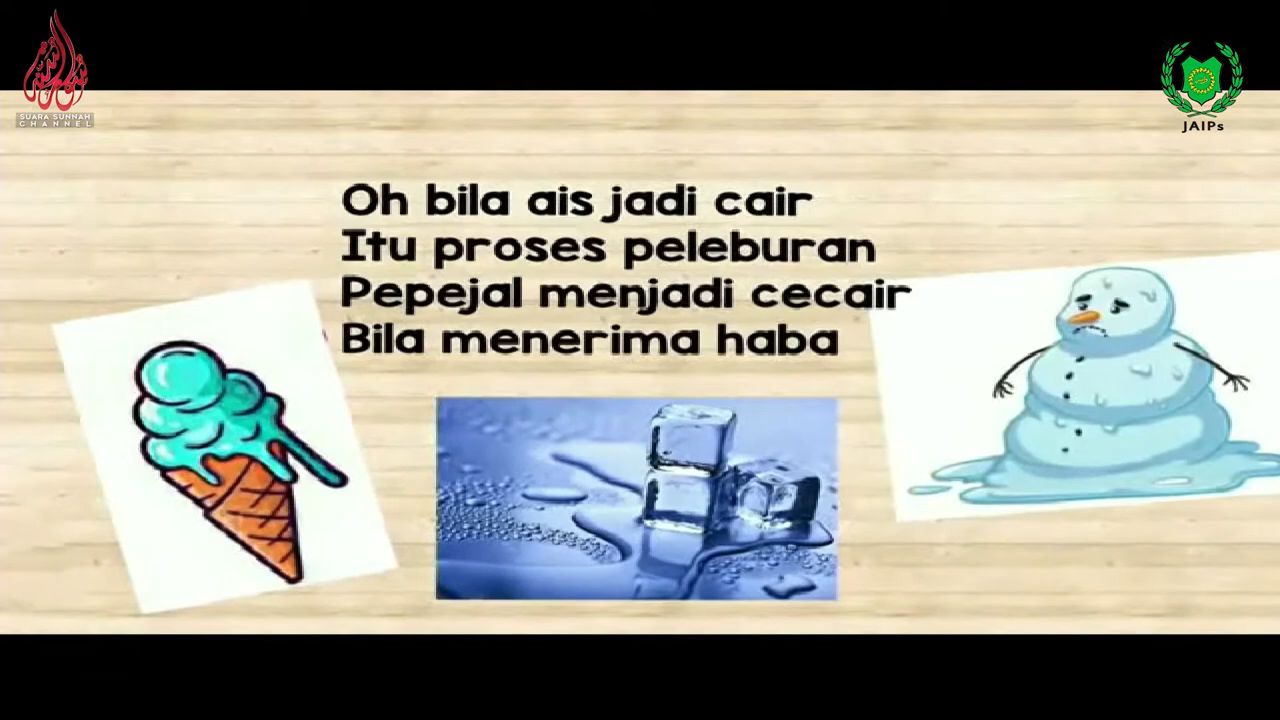 SUARA SUNNAH
CHANNEL
JAIPs
Oh bila ais jadi cair
Itu proses peleburan
Pepejal menjadi cecair
Bila menerima haba